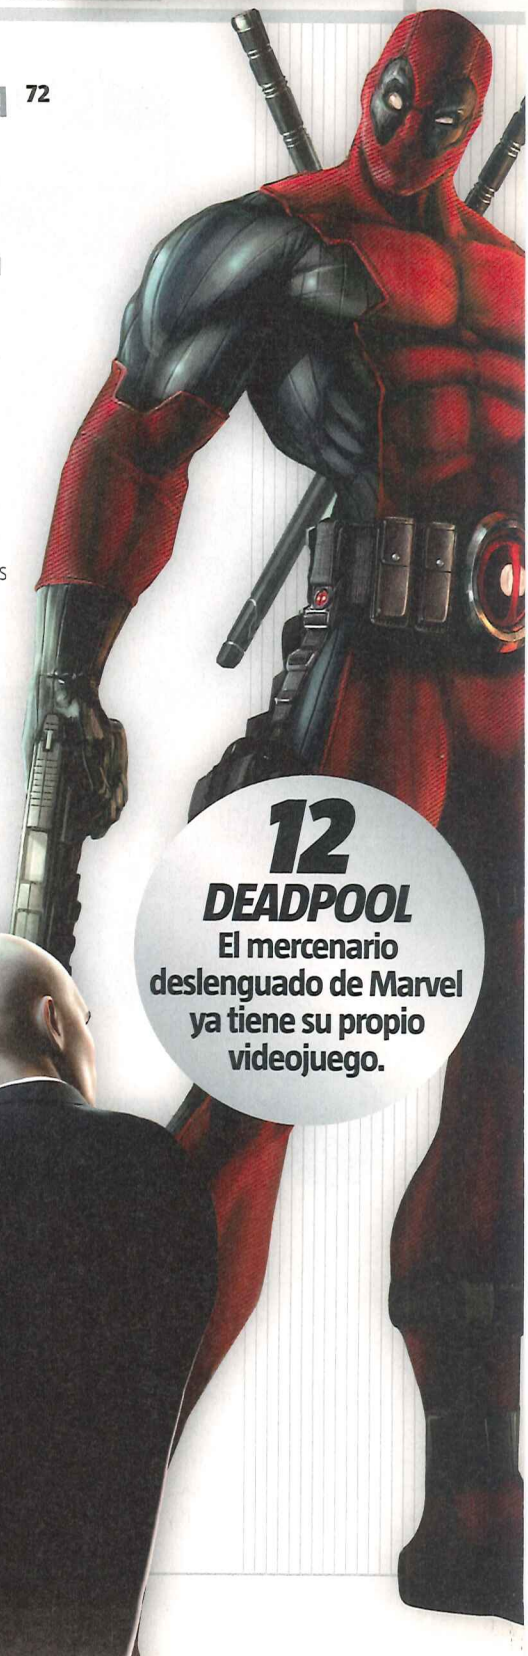 72
S
12
DEADPOOL
El mercenario
deslenguado de Marvel
ya tiene su propio
videojuego.